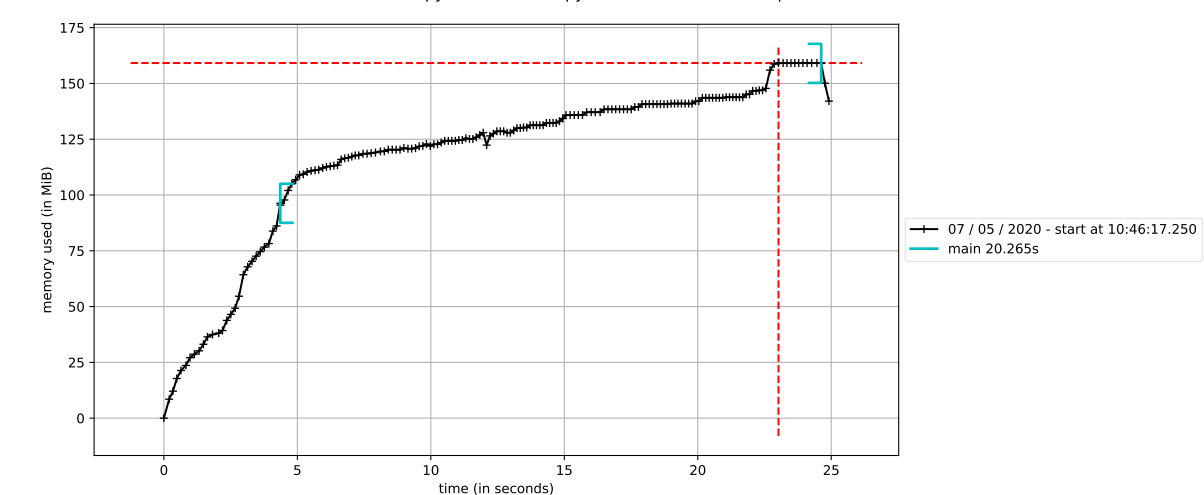 175
150
125
100
75
50
25
0
memory used (in MiB)
0 5 10 15 20 25
time (in seconds)
07 / 05 / 2020 - start at 10:46:17.250
main 20.265s